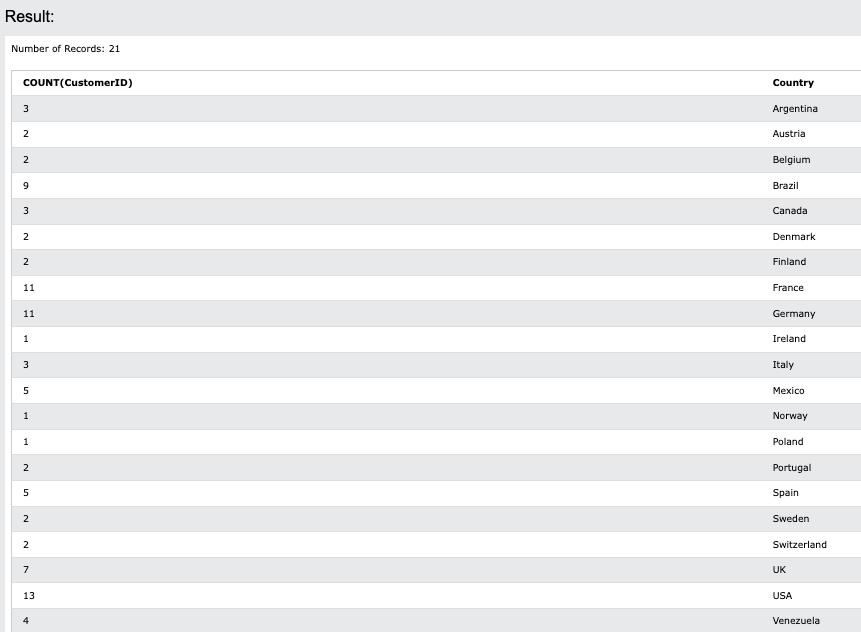 Result:
Number of Records: 21
COUNT(CustomerID) Country
3 Argentina
2 Austria
2 Belgium
9 Brazil
3 Canada
2 Denmark
2 Finland
11 France
11 Germany
1 Ireland
3 Italy
5 Mexico
1 Norway
1 Poland
2 Portugal
5 Spain
2 Sweden
2 Switzerland
7 UK
13 USA
4 Venezuela